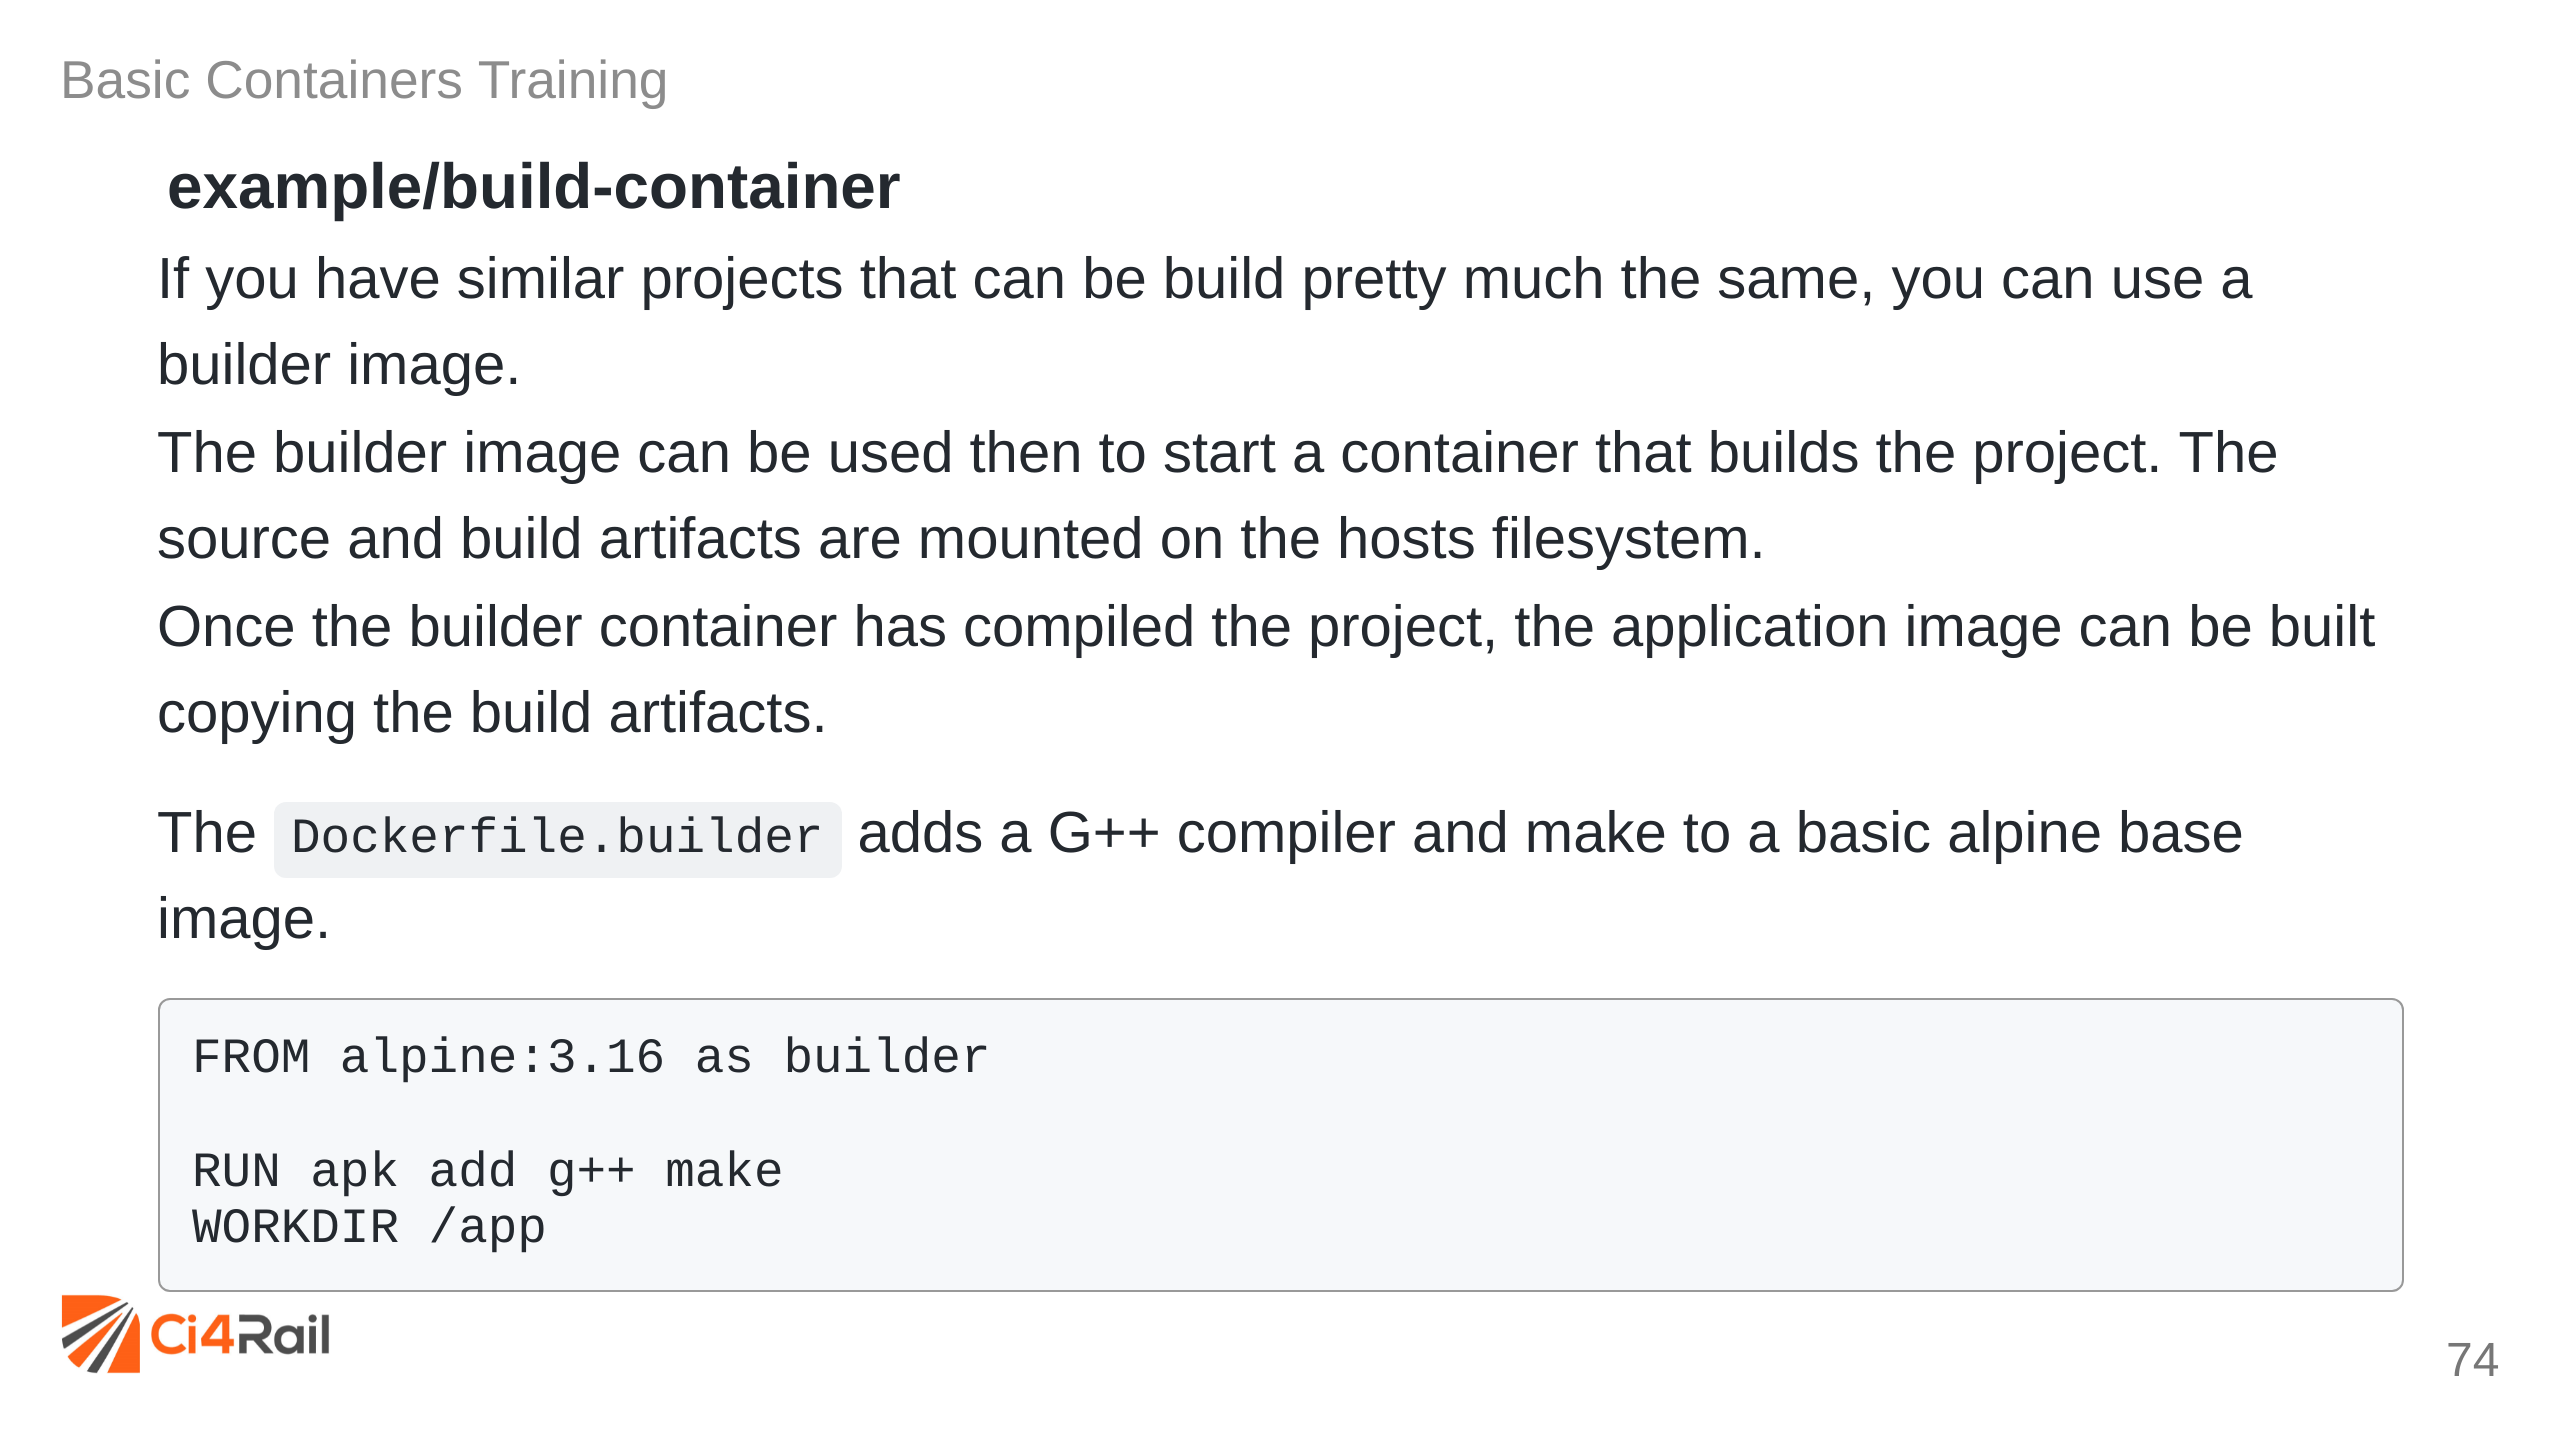 Basic Containers Training
example/build-container
If you have similar projects that can be build pretty much the same, you can use a
builder image.
The builder image can be used then to start a container that builds the project. The
source and build artifacts are mounted on the hosts filesystem.
Once the builder container has compiled the project, the application image can be built
copying the build artifacts.
The Dockerfile.builder adds a G++ compiler and make to a basic alpine base
image.
FROM alpine:3.16 as builder
RUN apk add g++ make
WORKDIR /app
Ci4Rail
74